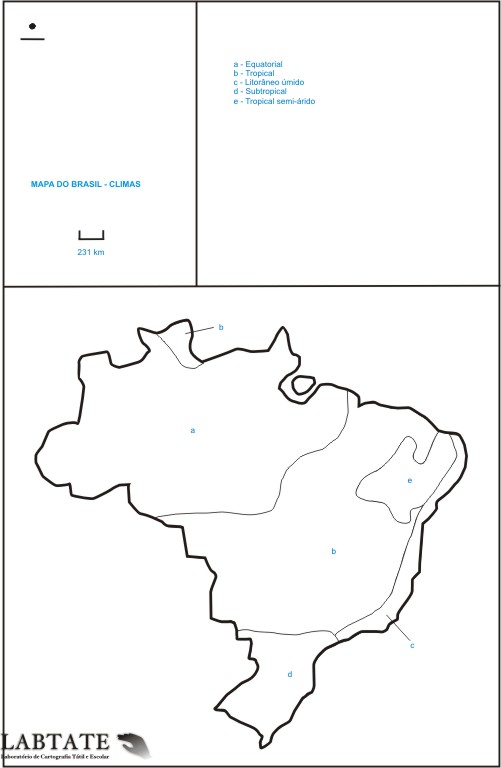 a - Equatorial
b - Tropical
c - Litorâneo úmido
d - Subtropical
e - Tropical semi-árido
MAPA DO BRASIL - CLIMAS
231 km
b
a
e
b
c
d
LABTATE
Laboratório de Cartografia Tátil e Escolar